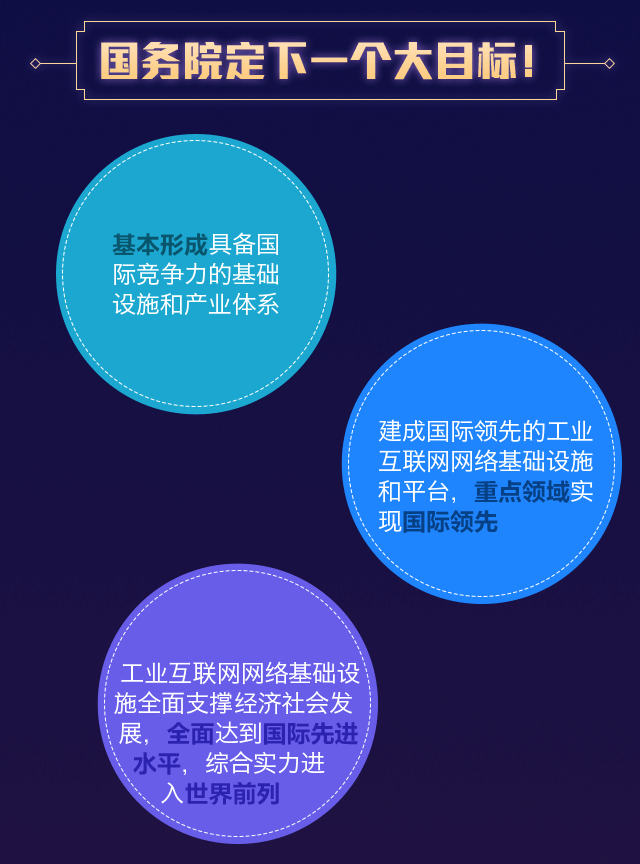 国务院定下一个大目标!
基本形成具备国
际竞争力的基础
设施和产业体系
建成国际领先的工业
互联网网络基础设施
和平台，重点领域实
现国际领先
工业互联网网络基础设
施全面支撑经济社会发
展，全面达到国际先进
水平，综合实力进
入世界前列